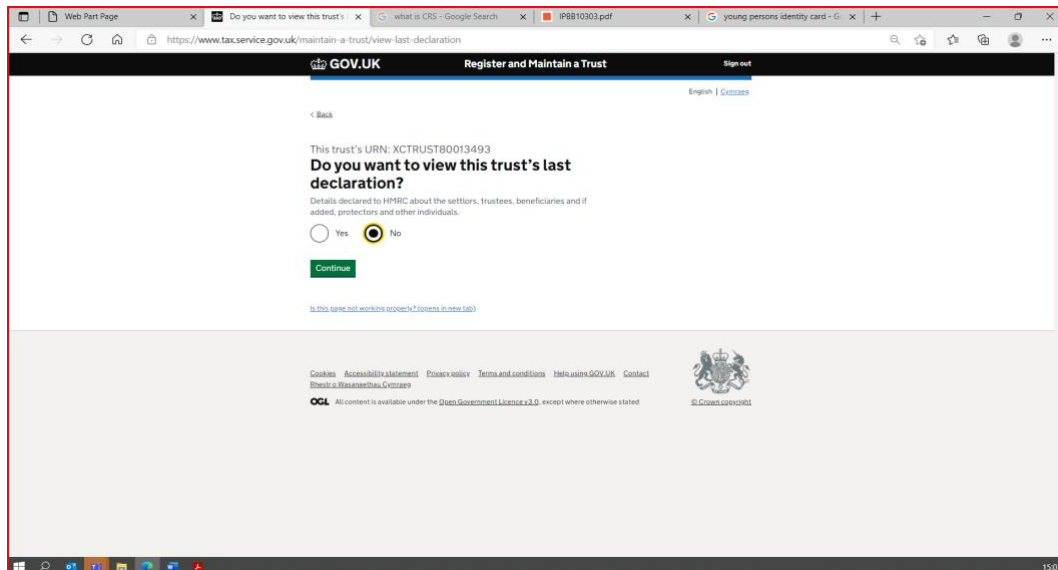 Web Part Page
Do you want to view this trust's l
what is CRS - Google Search
IPBB10303.pdf
young persons identity card - G
https://www.tax.service.gov.uk/maintain-a-trust/view-last-declaration
GOV.UK
Register and Maintain a Trust
Sign out
English | Cymraeg
< Back
This trust's URN: XCTRUST80013493
Do you want to view this trust's last
declaration?
Details declared to HMRC about the settlors, trustees, beneficiaries and if
added, protectors and other individuals.
Yes No
Continue
Is this page not working properly? (opens in new tab)
Cookies Accessibility statement Privacy policy Terms and conditions Help using GOV.UK Contact
Rhestr o Wasanaethau Cymraeg
OGL All content is available under the Open Government Licence v3.0, except where otherwise stated
© Crown copyright